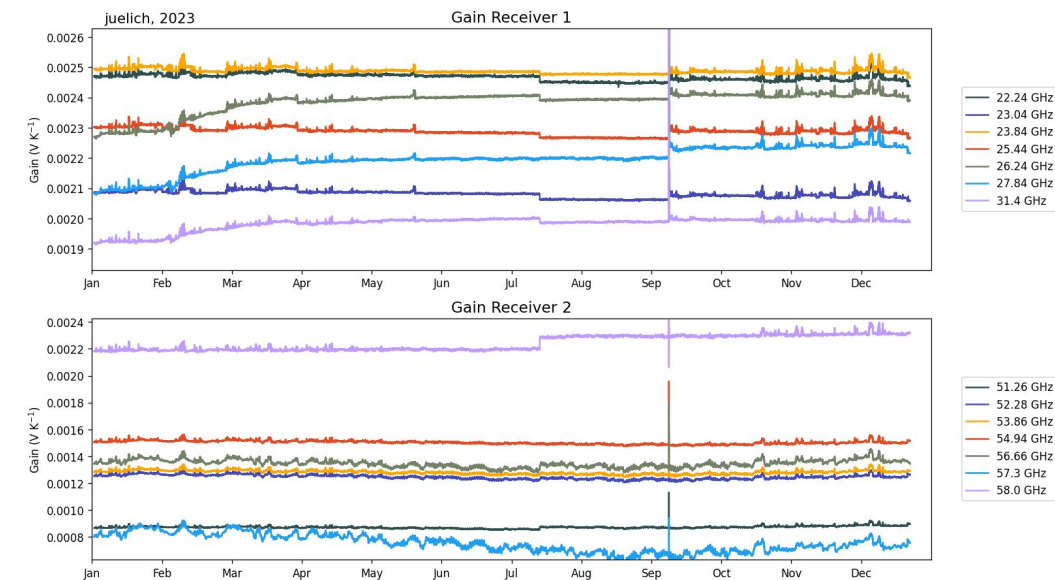 juelich, 2023
Gain Receiver 1
Gain (V K⁻¹)
0.0026
0.0025
0.0024
0.0023
0.0022
0.0021
0.0020
0.0019
Jan Feb Mar Apr May Jun Jul Aug Sep Oct Nov Dec
22.24 GHz
23.04 GHz
23.84 GHz
25.44 GHz
26.24 GHz
27.84 GHz
31.4 GHz
Gain Receiver 2
Gain (V K⁻¹)
0.0024
0.0022
0.0020
0.0018
0.0016
0.0014
0.0012
0.0010
0.0008
Jan Feb Mar Apr May Jun Jul Aug Sep Oct Nov Dec
51.26 GHz
52.28 GHz
53.86 GHz
54.94 GHz
56.66 GHz
57.3 GHz
58.0 GHz